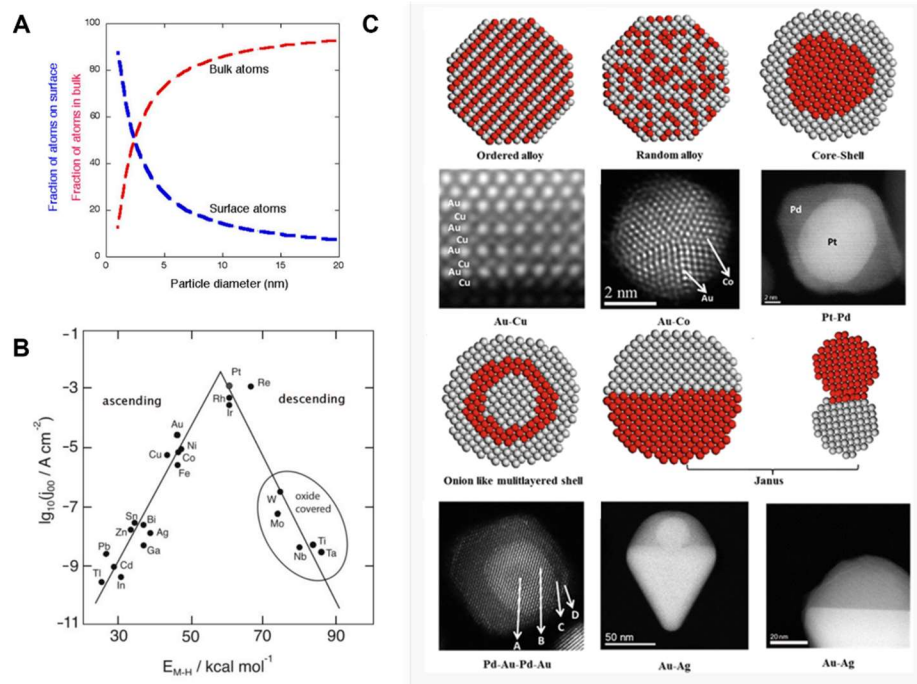 A
Fraction of atoms on surface
Fraction of atoms in bulk
100
80
60
40
20
0
Bulk atoms
Surface atoms
0 5 10 15 20
Particle diameter (nm)
B
lg₁₀(j₀₀ / A cm⁻²)
−1
−3
−5
−7
−9
−11
ascending
descending
Pt
Re
Rh
Ir
Au
Ni
Cu
Co
Fe
W
oxide
covered
Mo
Sn
Bi
Zn
Ag
Ga
Ti
Nb
Ta
Pb
Cd
Tl
In
30 50 70 90
E_M-H / kcal mol⁻¹
C
Ordered alloy
Random alloy
Core-Shell
Au
Cu
Au
Cu
Au
Cu
Au
Cu
2 nm
Au
Co
Pd
Pt
2 nm
Au-Cu
Au-Co
Pt-Pd
Onion like mulitlayered shell
Janus
A
B
C
D
50 nm
20 nm
Pd-Au-Pd-Au
Au-Ag
Au-Ag